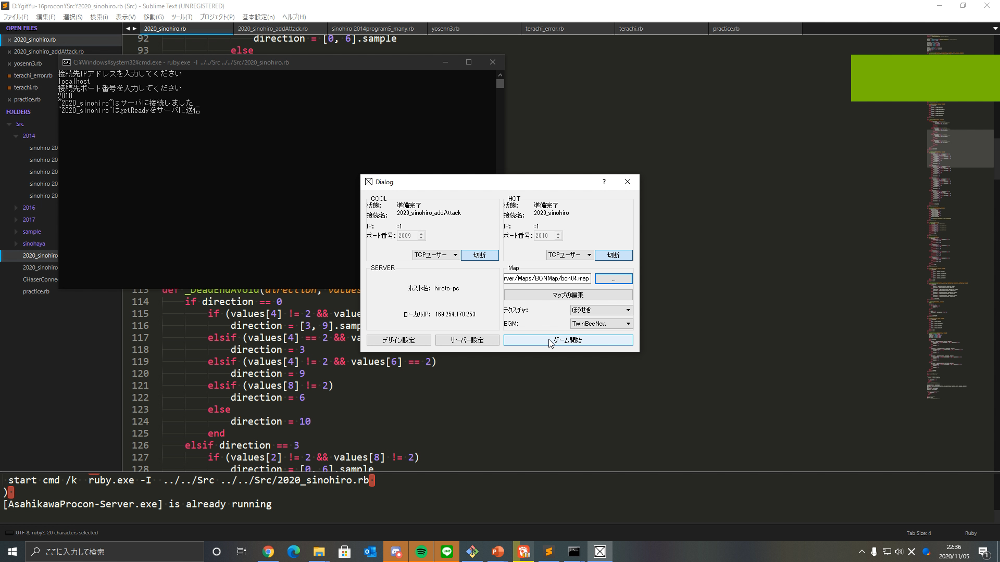 D:¥git¥u-16procon¥Src¥2020_sinohiro.rb (Src) - Sublime Text (UNREGISTERED)
ファイル(F) 編集(E) 選択(S) 検索(i) 表示(V) 移動(G) ツール(T) プロジェクト(P) 基本設定(n) ヘルプ(H)
OPEN FILES
2020_sinohiro.rb
2020_sinohiro_addAttack.rb
yosenn3.rb
terachi_error.rb
terachi.rb
practice.rb
FOLDERS
Src
2014
sinohiro 20
sinohiro 20
sinohiro 20
sinohiro 20
sinohiro 20
2016
2017
sample
sinohaya
2020_sinohiro
2020_sinohiro
CHaserConnec
practice.rb
2020_sinohiro.rb 2020_sinohiro_addAttack.rb sinohiro 2014program5_many.rb yosenn3.rb terachi_error.rb terachi.rb practice.rb
92 direction = [0, 6].sample
93 else
C:¥Windows¥system32¥cmd.exe - ruby.exe -I ../../Src ../../Src/2020_sinohiro.rb
接続先IPアドレスを入力してください
localhost
接続先ポート番号を入力してください
2010
"2020_sinohiro"はサーバに接続しました
"2020_sinohiro"はgetReadyをサーバに送信
Dialog ?
COOL
状態: 準備完了
接続名: 2020_sinohiro_addAttack
IP: ::1
ポート番号: 2009
TCPユーザー 切断
HOT
状態: 準備完了
接続名: 2020_sinohiro
IP: ::1
ポート番号: 2010
TCPユーザー 切断
SERVER
ホスト名: hiroto-pc
ローカルIP: 169.254.170.253
Map
rver/Maps/BCNMap/bcn04.map ...
マップの編集
テクスチャ: ほうせき
BGM: TwinBeeNew
デザイン設定 サーバー設定 ゲーム開始
113 def _DeadEndAvoid(direction, values
114 if direction == 0
115 if (values[4] != 2 && value
116 direction = [3, 9].samp
117 elsif (values[4] == 2 && v
118 direction = 3
119 elsif (values[4] != 2 && values[6] == 2)
120 direction = 9
121 elsif (values[8] != 2)
122 direction = 6
123 else
124 direction = 10
125 end
126 elsif direction == 3
127 if (values[2] != 2 && values[8] != 2)
128 direction = [0, 6].sample
start cmd /k ruby.exe -I ../../Src ../../Src/2020_sinohiro.rb
)
[AsahikawaProcon-Server.exe] is already running
UTF-8, ruby?, 20 characters selected Tab Size: 4 Ruby
ここに入力して検索
22:36
2020/11/05
1